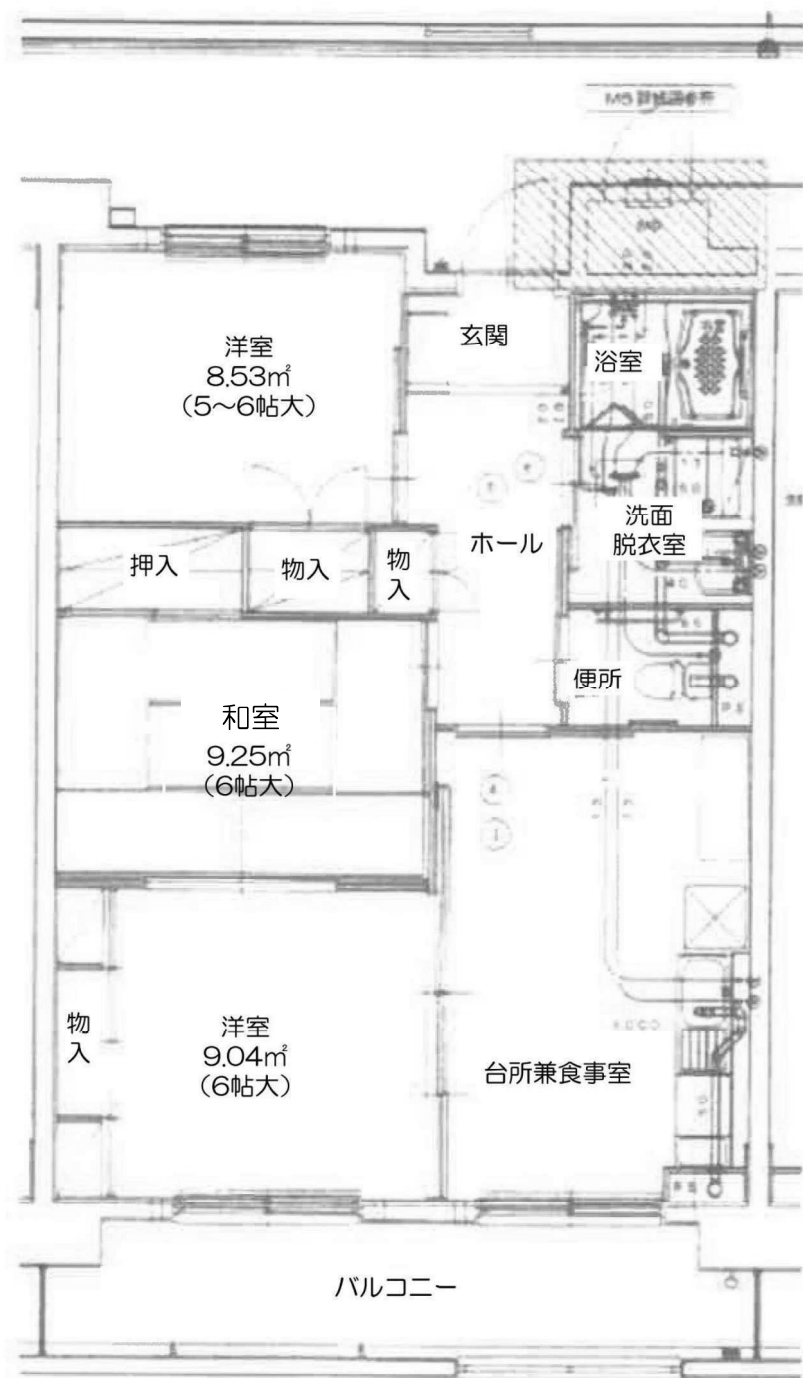 玄関
浴室
洋室
8.53㎡
（5～6帖大）
洗面
脱衣室
ホール
押入
物入
物入
便所
和室
9.25㎡
（6帖大）
物入
洋室
9.04㎡
（6帖大）
台所兼食事室
バルコニー